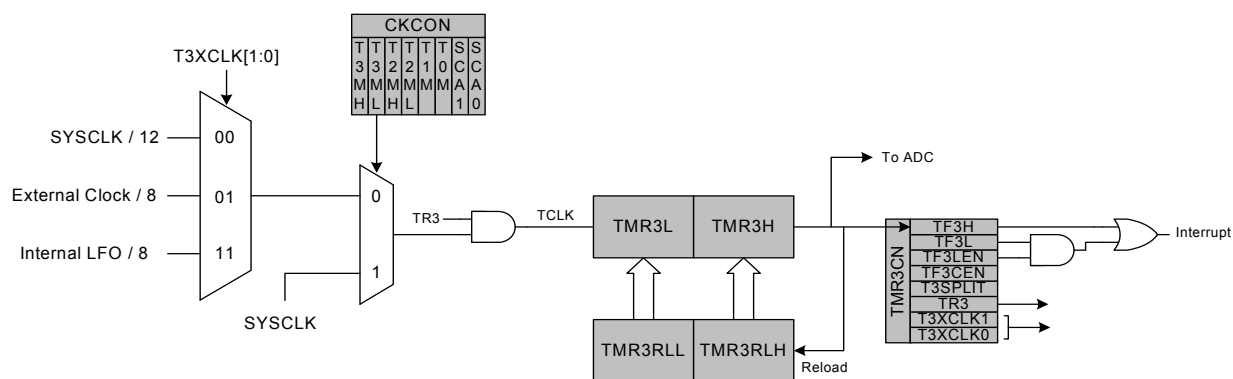 CKCON
T3MH T3ML T2MH T2ML T1M T0M SCA1 SCA0
T3XCLK[1:0]
SYSCLK / 12
00
External Clock / 8
01
Internal LFO / 8
11
0
1
SYSCLK
TR3
TCLK
TMR3L
TMR3H
To ADC
TMR3RLL
TMR3RLH
Reload
TMR3CN
TF3H
TF3L
TF3LEN
TF3CEN
T3SPLIT
TR3
T3XCLK1
T3XCLK0
Interrupt